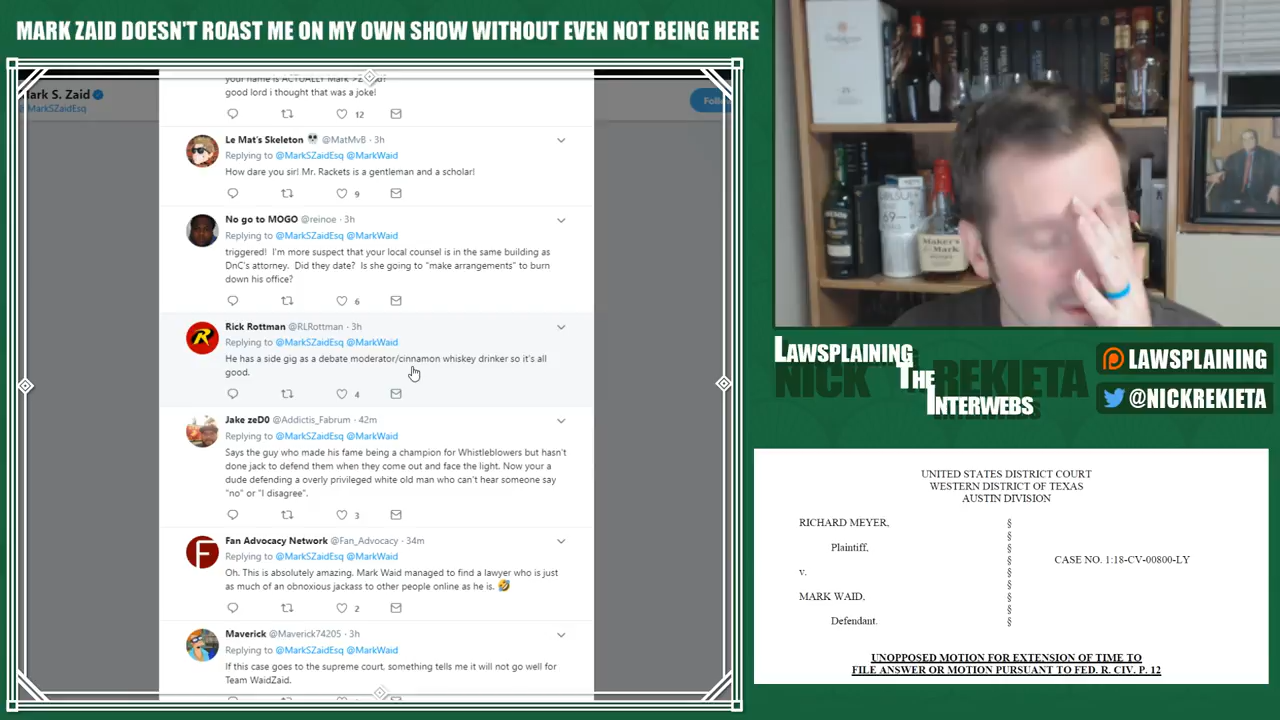 MARK ZAID DOESN'T ROAST ME ON MY OWN SHOW WITHOUT EVEN NOT BEING HERE
ark S. Zaid
MarkSZaidEsq
Follo
good lord i thought that was a joke!
12
Le Mat's Skeleton @MatMvB · 3h
Replying to @MarkSZaidEsq @MarkWaid
How dare you sir! Mr. Rackets is a gentleman and a scholar!
9
No go to MOGO @reinoe · 3h
Replying to @MarkSZaidEsq @MarkWaid
triggered! I'm more suspect that your local counsel is in the same building as
DnC's attorney. Did they date? Is she going to "make arrangements" to burn
down his office?
6
Rick Rottman @RLRottman · 3h
Replying to @MarkSZaidEsq @MarkWaid
He has a side gig as a debate moderator/cinnamon whiskey drinker so it's all
good.
4
Jake zeD0 @Addictis_Fabrum · 42m
Replying to @MarkSZaidEsq @MarkWaid
Says the guy who made his fame being a champion for Whistleblowers but hasn't
done jack to defend them when they come out and face the light. Now your a
dude defending a overly privileged white old man who can't hear someone say
"no" or "I disagree".
3
Fan Advocacy Network @Fan_Advocacy · 34m
Replying to @MarkSZaidEsq @MarkWaid
Oh. This is absolutely amazing. Mark Waid managed to find a lawyer who is just
as much of an obnoxious jackass to other people online as he is. 🤣
2
Maverick @Maverick74205 · 3h
Replying to @MarkSZaidEsq @MarkWaid
If this case goes to the supreme court, something tells me it will not go well for
Team WaidZaid.
69
Maker's
Mark
LAWSPLAINING
THE
INTERWEBS
NICK REKIETA
LAWSPLAINING
@NICKREKIETA
UNITED STATES DISTRICT COURT
WESTERN DISTRICT OF TEXAS
AUSTIN DIVISION
RICHARD MEYER, §
§
Plaintiff, §
§ CASE NO. 1:18-CV-00800-LY
v. §
§
MARK WAID, §
§
Defendant. §
UNOPPOSED MOTION FOR EXTENSION OF TIME TO
FILE ANSWER OR MOTION PURSUANT TO FED. R. CIV. P. 12